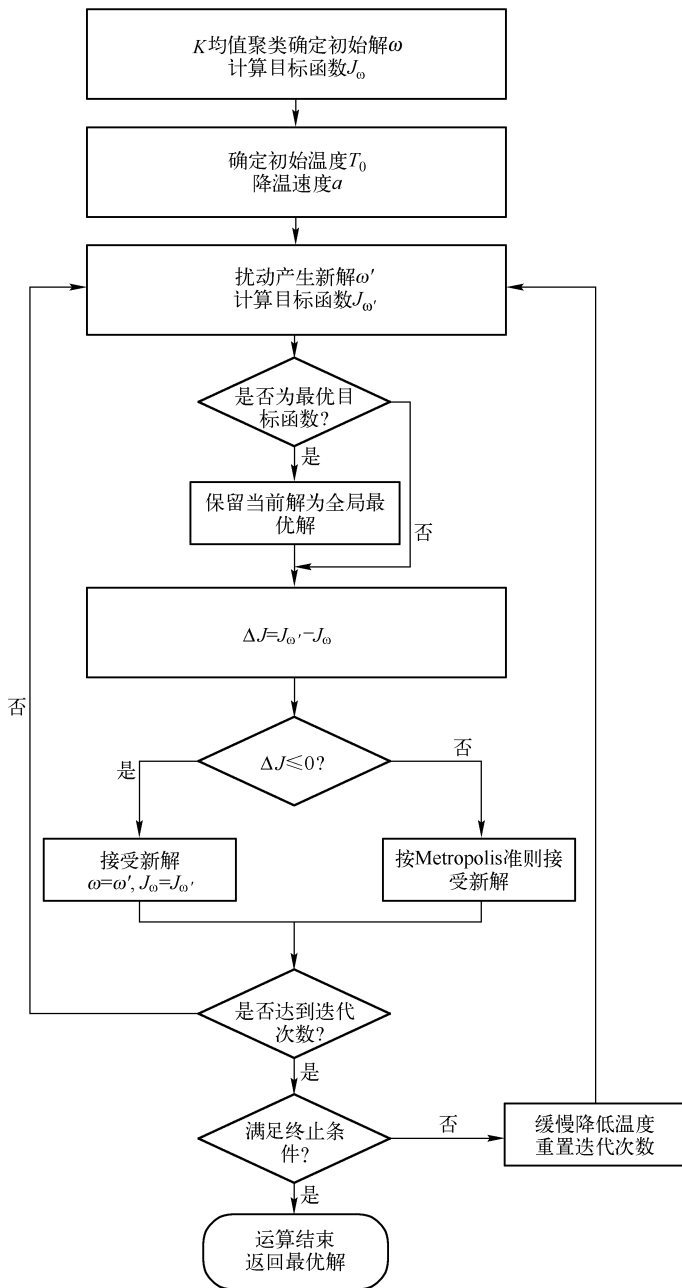 K均值聚类确定初始解ω
计算目标函数Jω
确定初始温度T₀
降温速度a
扰动产生新解ω′
计算目标函数Jω′
是否为最优目
标函数?
是
保留当前解为全局最
优解
否
ΔJ=Jω′−Jω
否
ΔJ≤0?
是
否
接受新解
ω=ω′, Jω=Jω′
按Metropolis准则接
受新解
是否达到迭代
次数?
是
满足终止条
件?
否
缓慢降低温度
重置迭代次数
是
运算结束
返回最优解